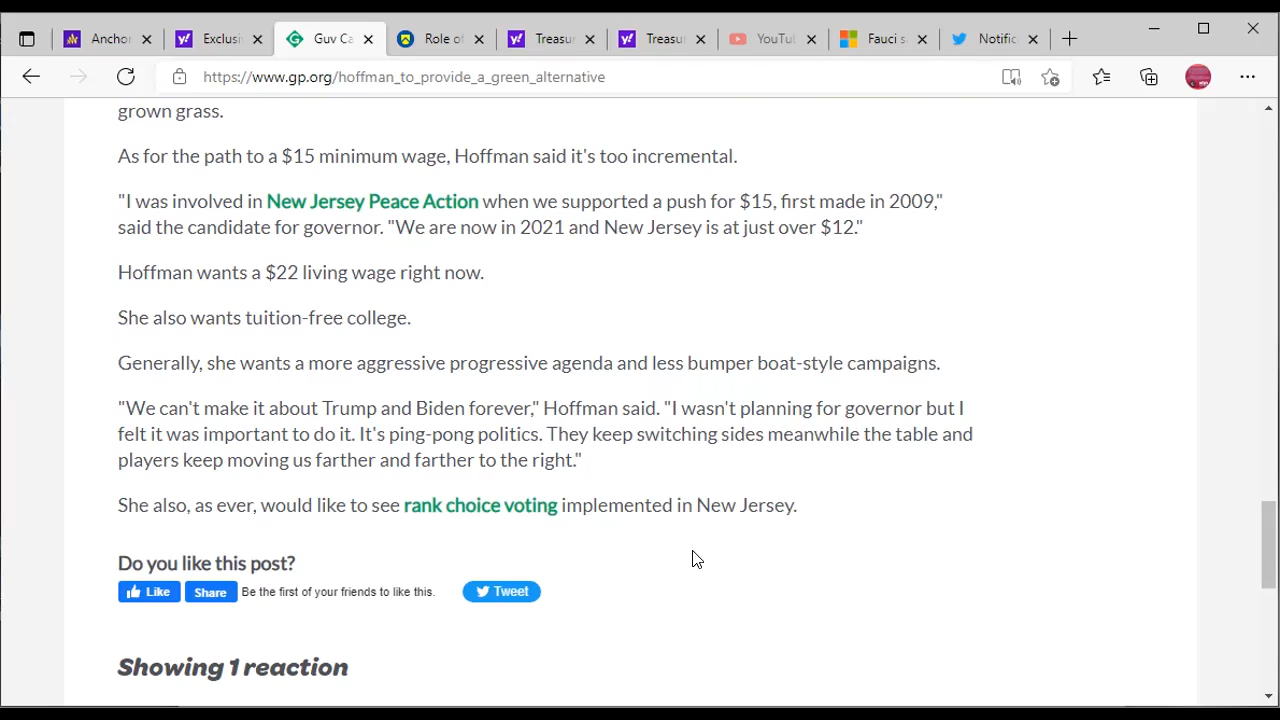 Anchor
Exclusi
Guv Ca
Role of
Treasur
Treasur
YouTul
Fauci s
Notific
https://www.gp.org/hoffman_to_provide_a_green_alternative
grown grass.
As for the path to a $15 minimum wage, Hoffman said it's too incremental.
"I was involved in New Jersey Peace Action when we supported a push for $15, first made in 2009,"
said the candidate for governor. "We are now in 2021 and New Jersey is at just over $12."
Hoffman wants a $22 living wage right now.
She also wants tuition-free college.
Generally, she wants a more aggressive progressive agenda and less bumper boat-style campaigns.
"We can't make it about Trump and Biden forever," Hoffman said. "I wasn't planning for governor but I
felt it was important to do it. It's ping-pong politics. They keep switching sides meanwhile the table and
players keep moving us farther and farther to the right."
She also, as ever, would like to see rank choice voting implemented in New Jersey.
Do you like this post?
Like Share Be the first of your friends to like this. Tweet
Showing 1 reaction